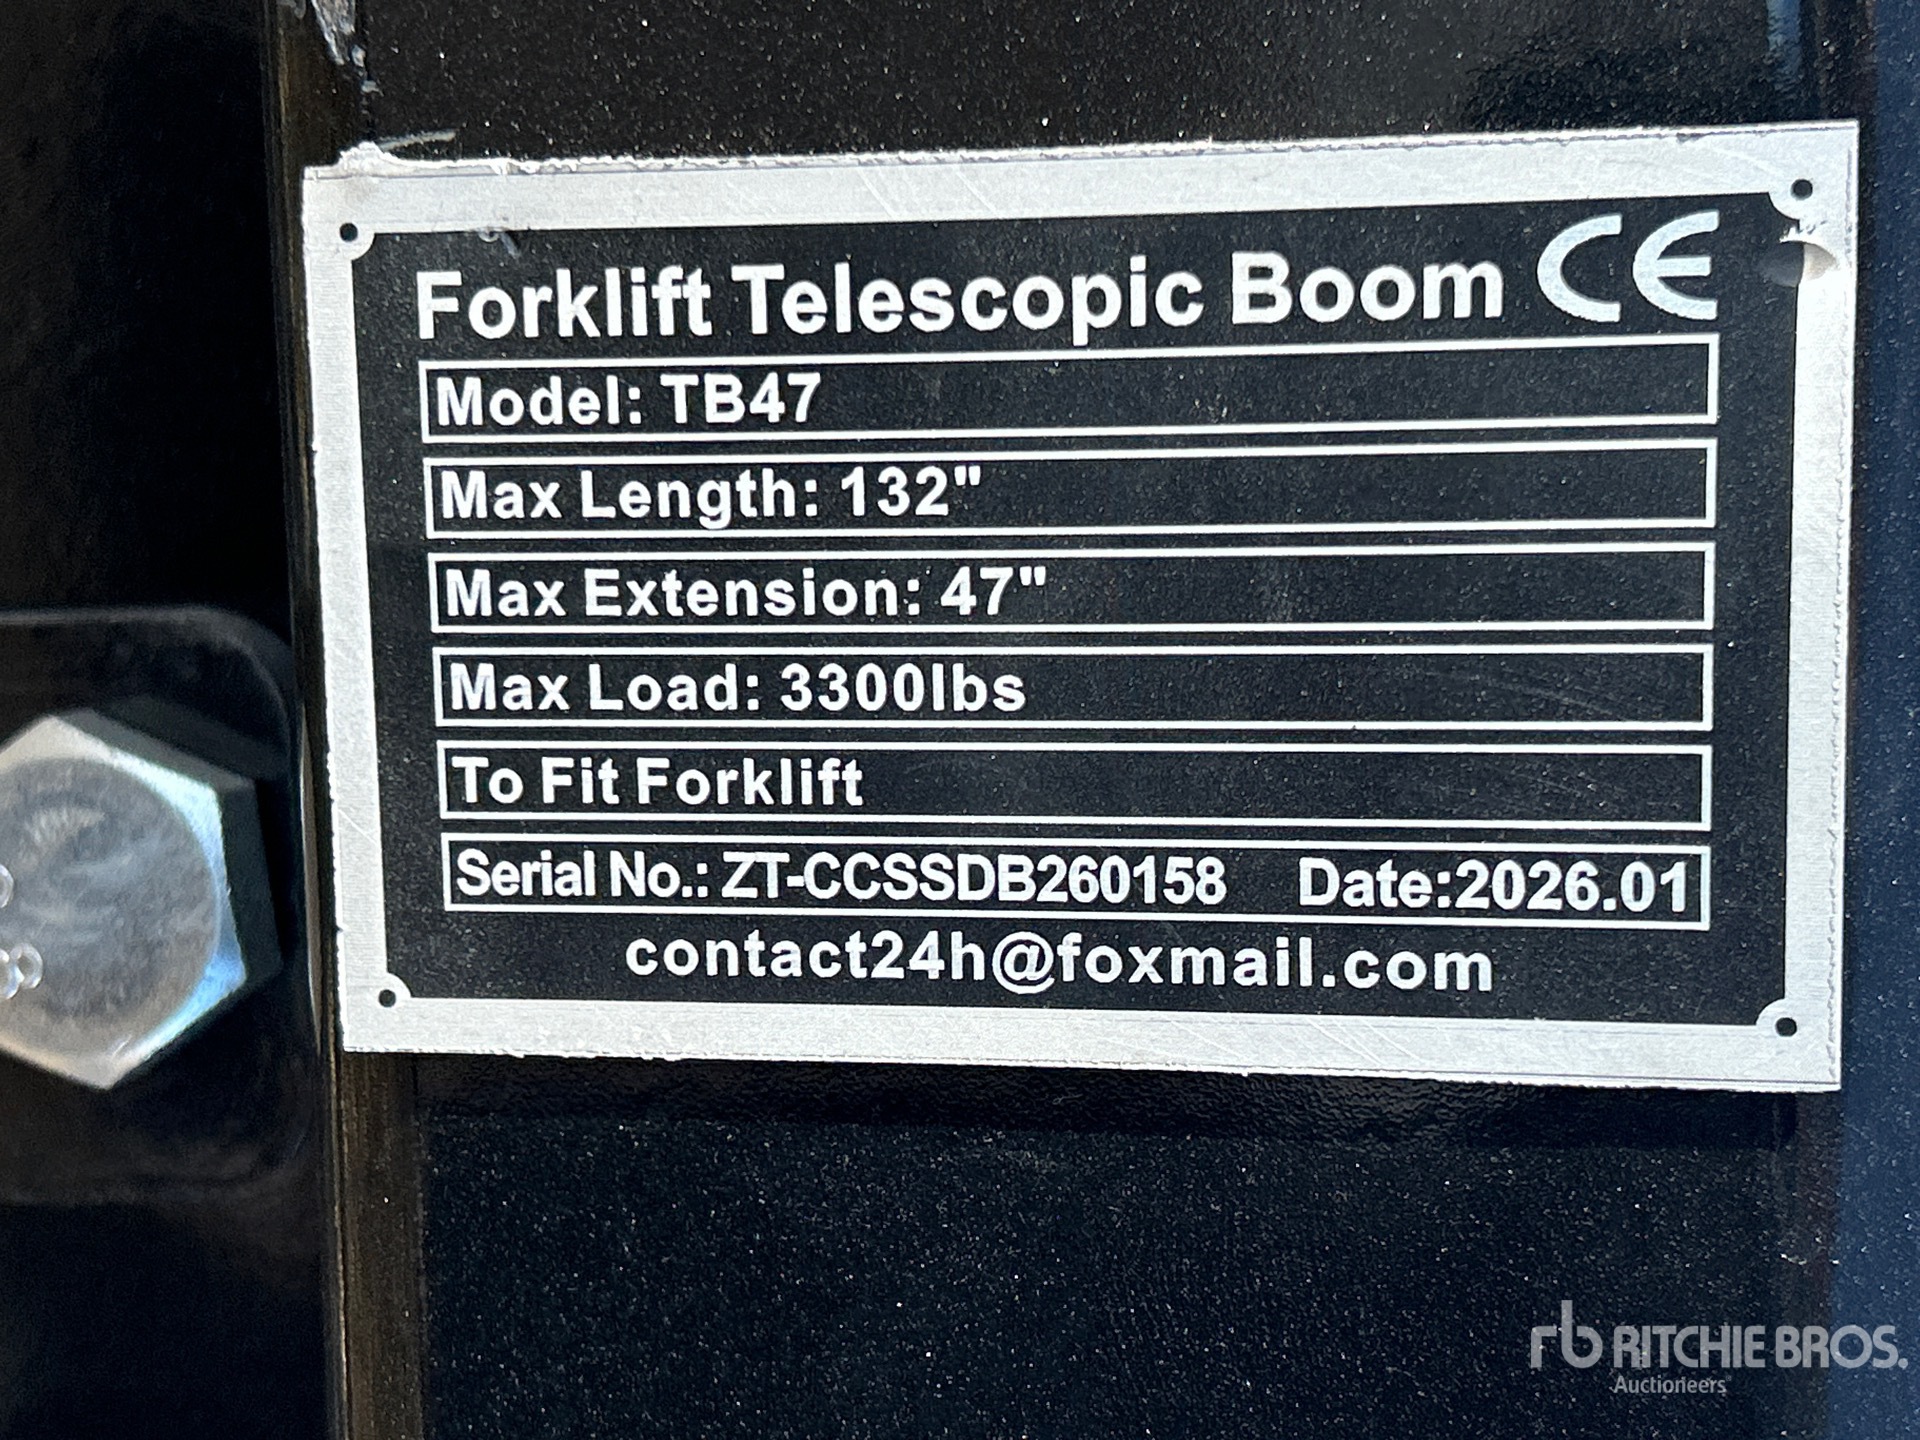 Forklift Telescopic Boom CE
Model: TB47
Max Length: 132"
Max Extension: 47"
Max Load: 3300lbs
To Fit Forklift
Serial No.: ZT-CCSSDB260158 Date:2026.01
contact24h@foxmail.com
rb RITCHIE BROS.
Auctioneers